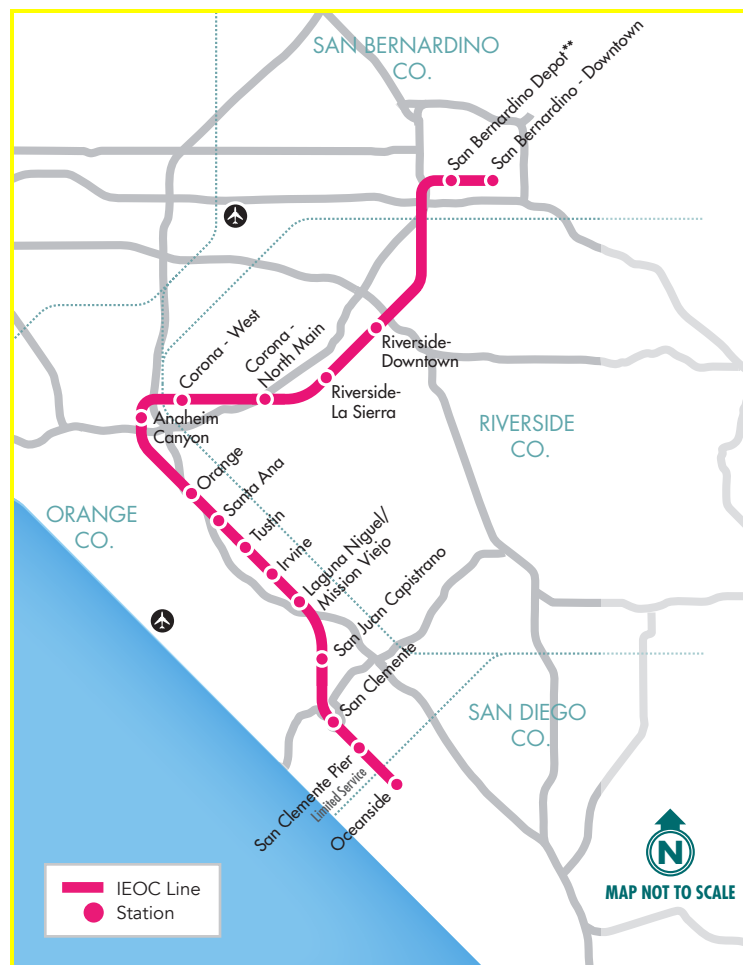 SAN BERNARDINO
CO.
San Bernardino Depot**
San Bernardino - Downtown
Corona - West
Corona -
North Main
Riverside-
Downtown
Riverside-
La Sierra
Anaheim
Canyon
RIVERSIDE
CO.
Orange
Santa Ana
ORANGE
CO.
Tustin
Irvine
Laguna Niguel/
Mission Viejo
San Juan Capistrano
San Clemente
SAN DIEGO
CO.
San Clemente Pier
Limited Service
Oceanside
N
MAP NOT TO SCALE
IEOC Line
Station